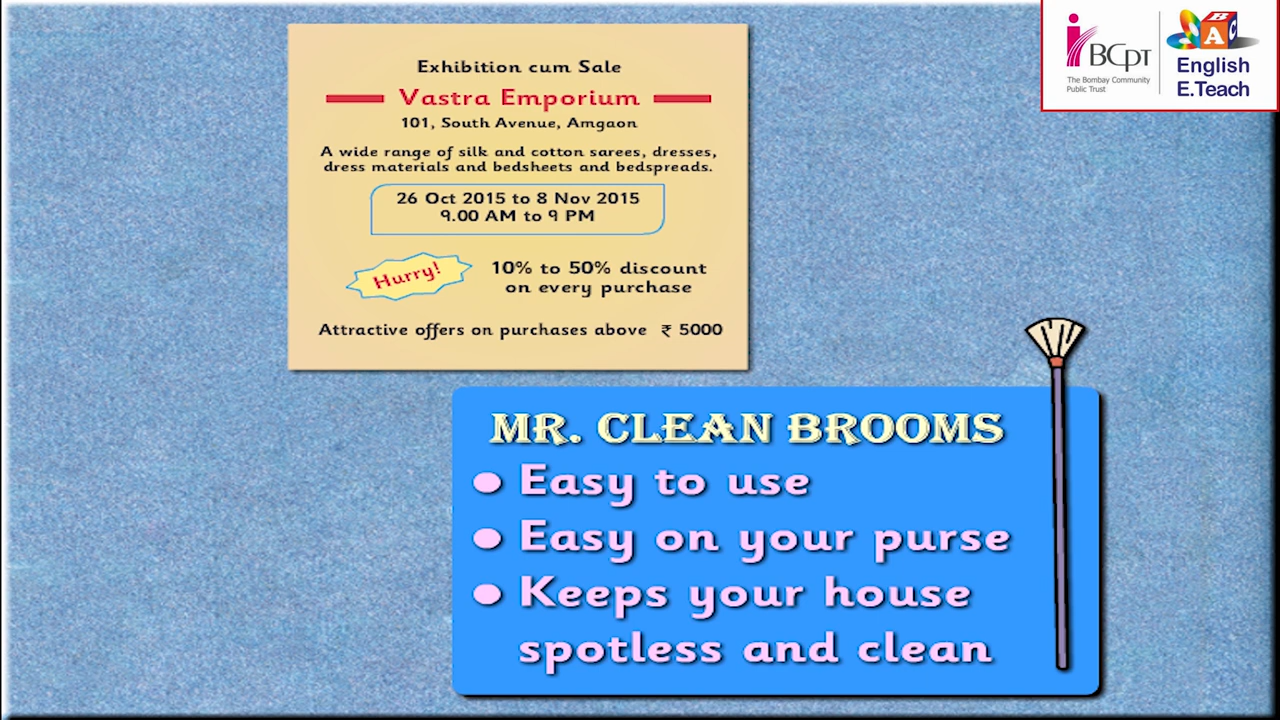 Exhibition cum Sale
Vastra Emporium
101, South Avenue, Amgaon
A wide range of silk and cotton sarees, dresses,
dress materials and bedsheets and bedspreads.
26 Oct 2015 to 8 Nov 2015
9.00 AM to 9 PM
Hurry!
10% to 50% discount
on every purchase
Attractive offers on purchases above ₹ 5000
BCPT
The Bombay Community
Public Trust
A B C
English
E.Teach
MR. CLEAN BROOMS
• Easy to use
• Easy on your purse
• Keeps your house
spotless and clean